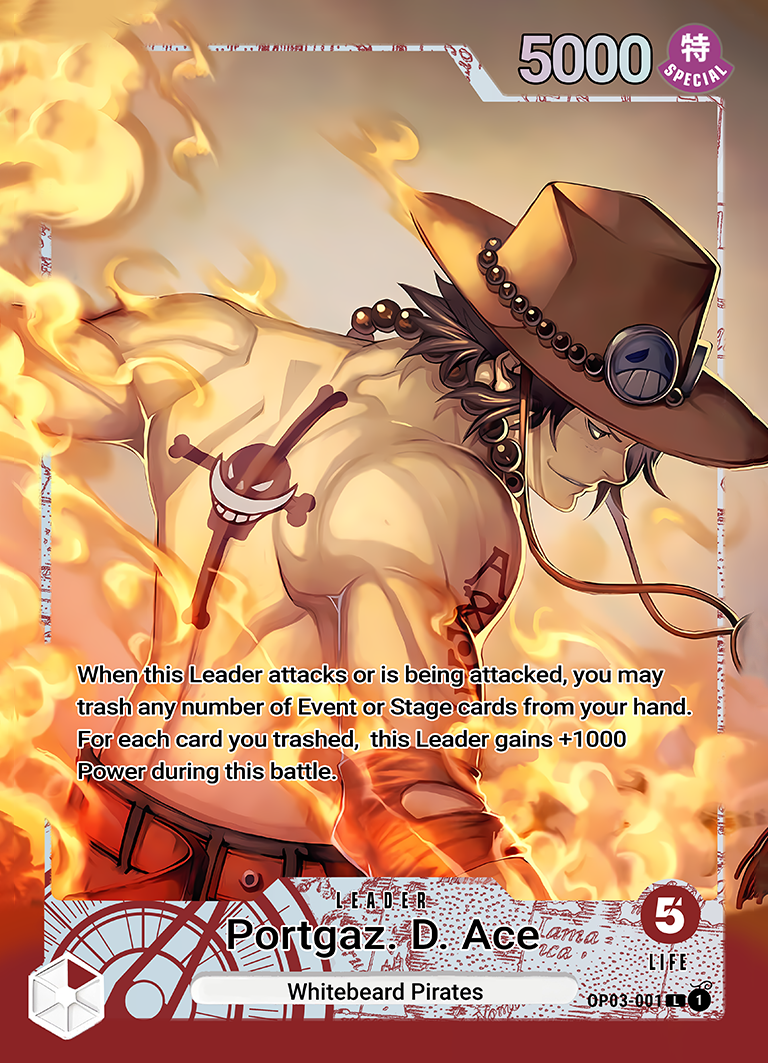 5000
特
SPECIAL
A
When this Leader attacks or is being attacked, you may
trash any number of Event or Stage cards from your hand.
For each card you trashed,  this Leader gains +1000
Power during this battle.
LEADER
Portgaz. D. Ace
5
LIFE
Whitebeard Pirates
OP03-001 L 1